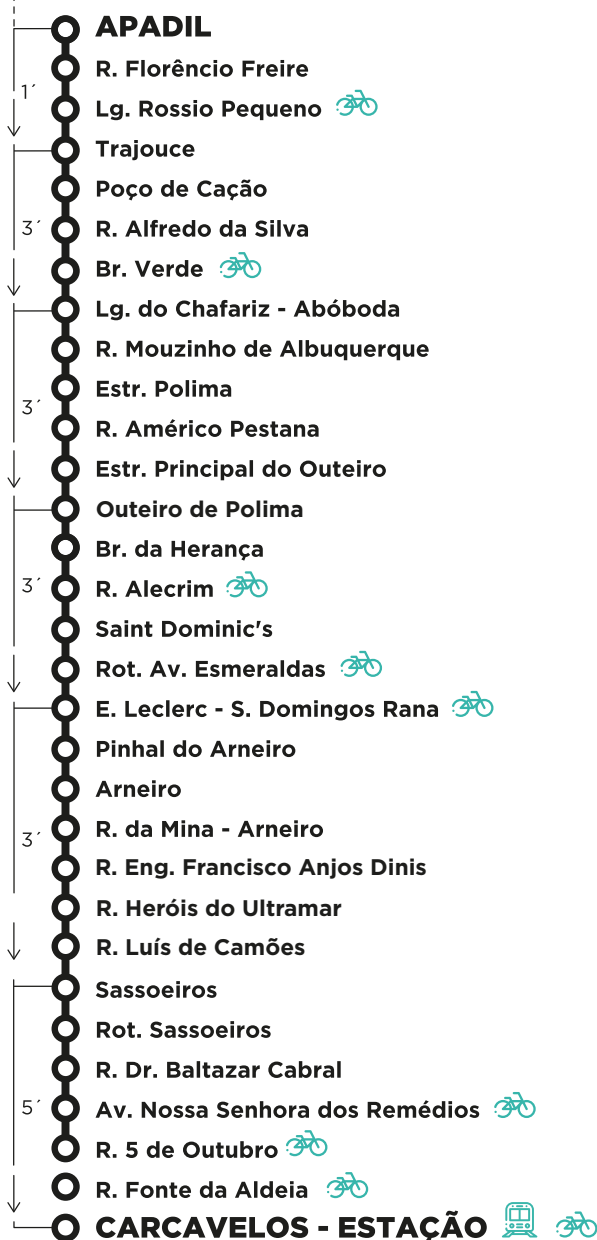 APADIL
R. Florêncio Freire
1´
Lg. Rossio Pequeno
Trajouce
Poço de Cação
3´
R. Alfredo da Silva
Br. Verde
Lg. do Chafariz - Abóboda
R. Mouzinho de Albuquerque
Estr. Polima
3´
R. Américo Pestana
Estr. Principal do Outeiro
Outeiro de Polima
Br. da Herança
3´
R. Alecrim
Saint Dominic's
Rot. Av. Esmeraldas
E. Leclerc - S. Domingos Rana
Pinhal do Arneiro
Arneiro
R. da Mina - Arneiro
3´
R. Eng. Francisco Anjos Dinis
R. Heróis do Ultramar
R. Luís de Camões
Sassoeiros
Rot. Sassoeiros
R. Dr. Baltazar Cabral
5´
Av. Nossa Senhora dos Remédios
R. 5 de Outubro
R. Fonte da Aldeia
CARCAVELOS - ESTAÇÃO